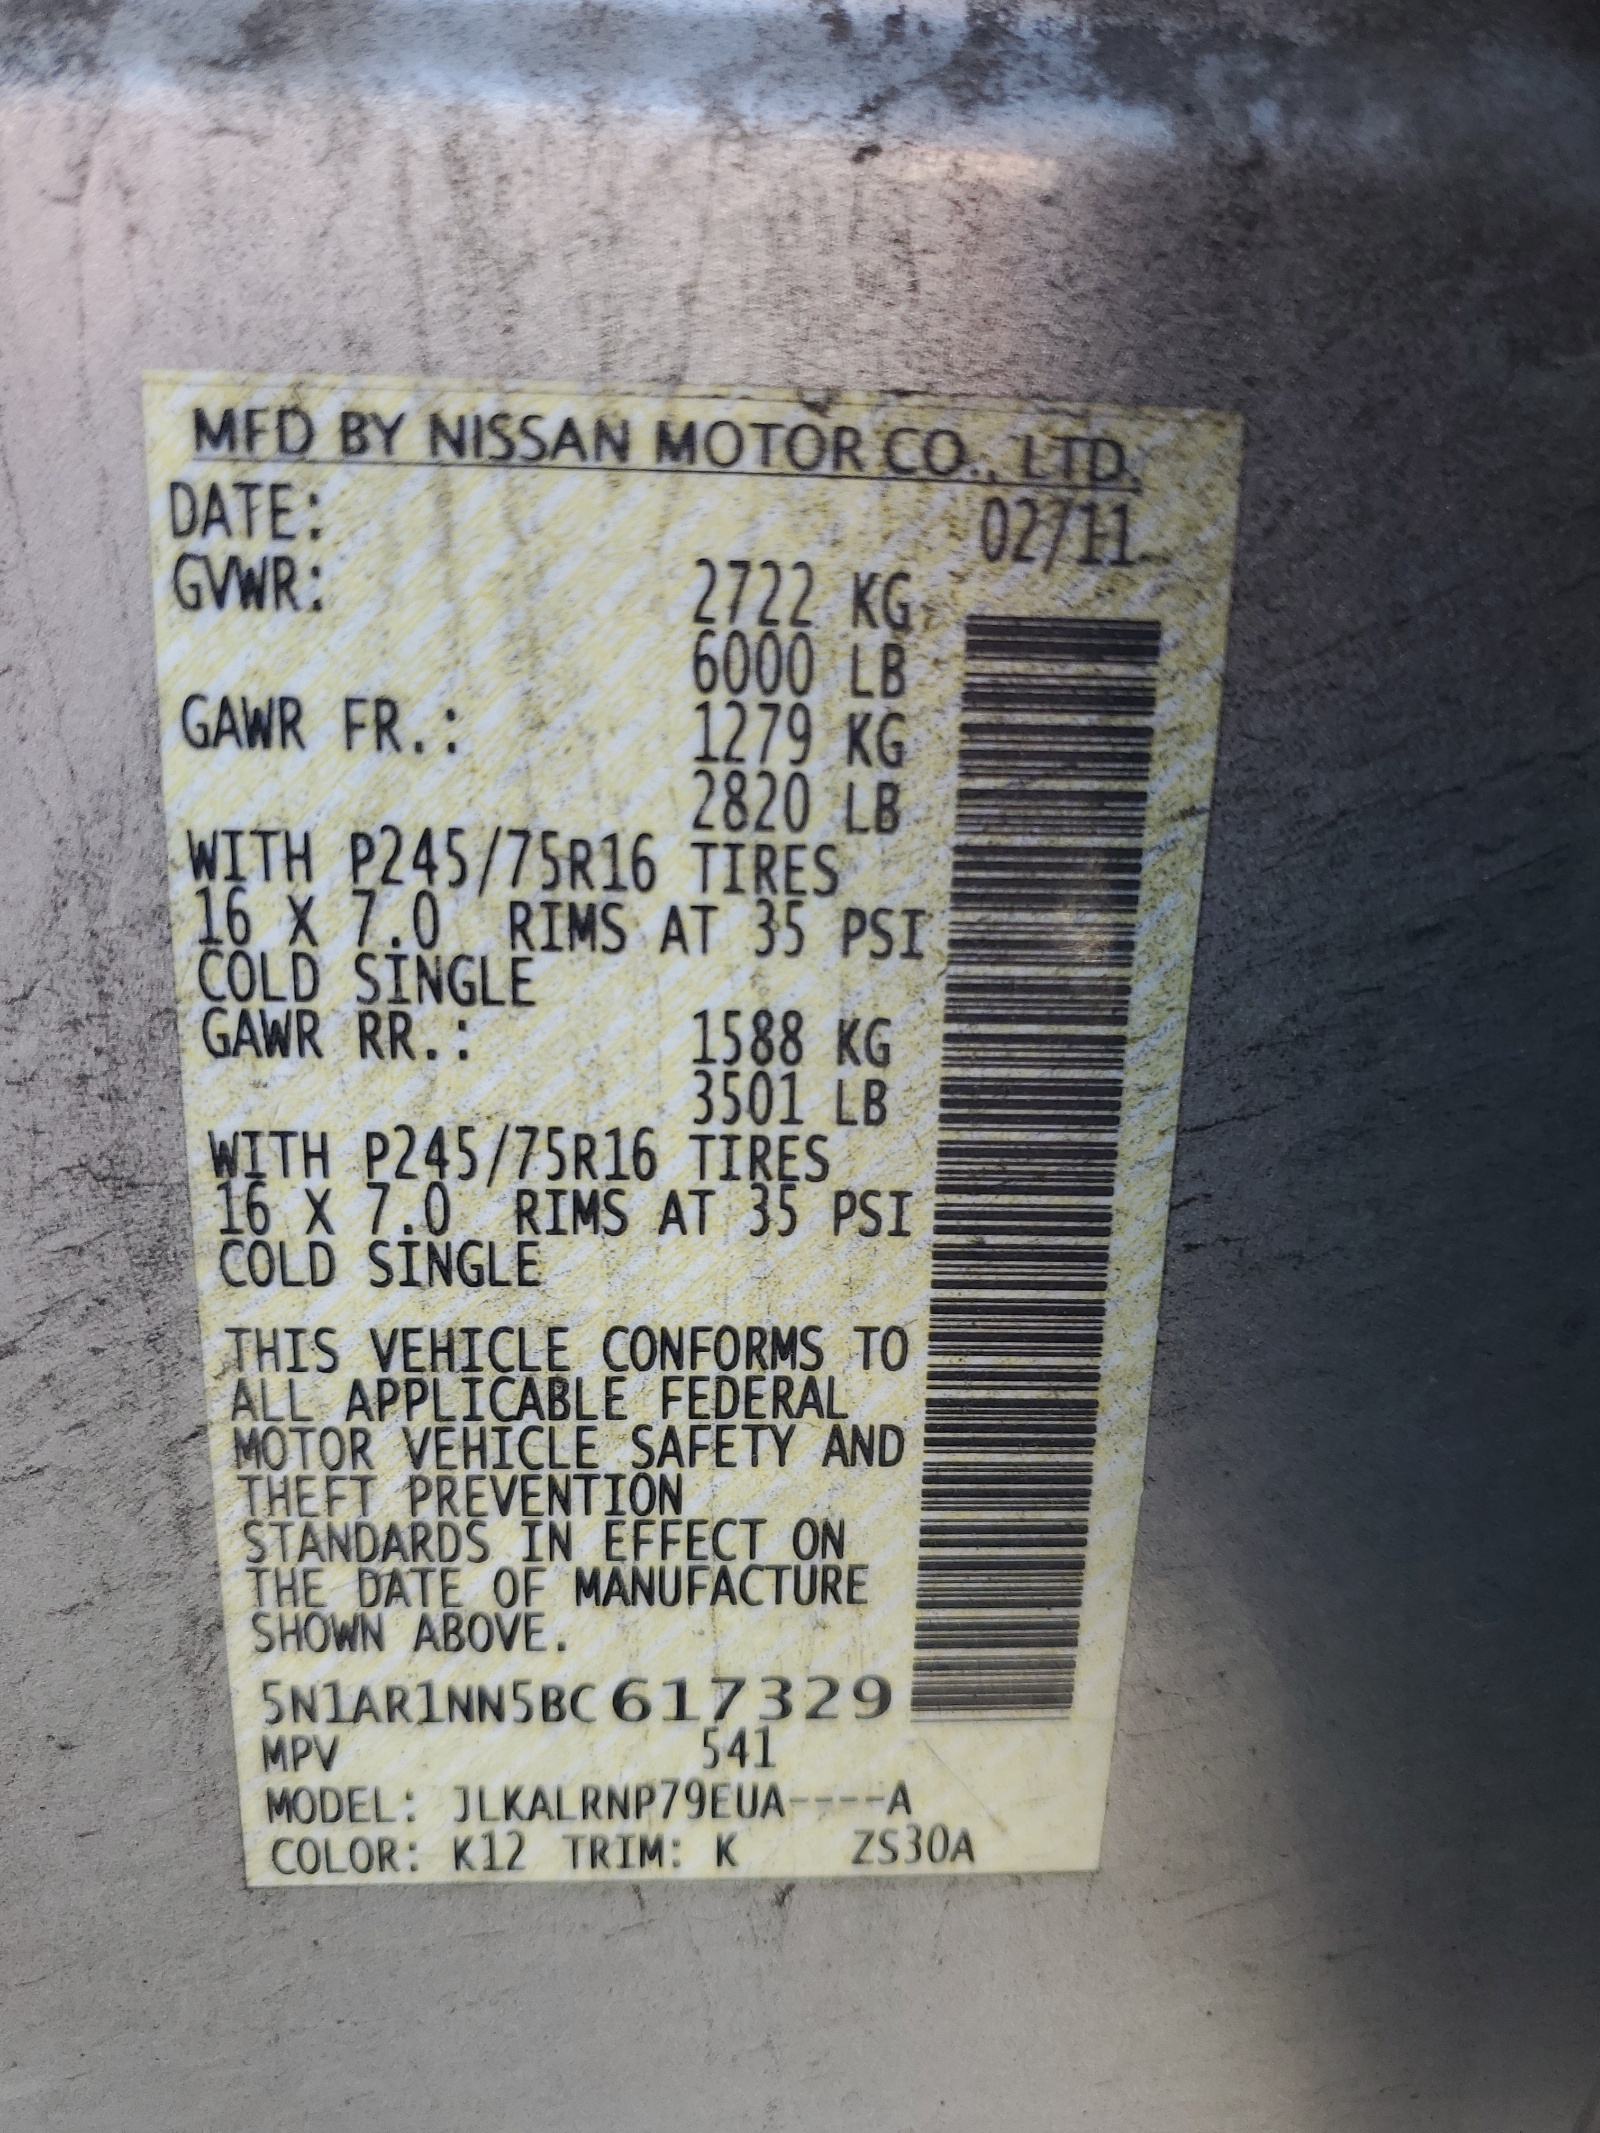 MFD BY NISSAN MOTOR CO., LTD.
DATE: 02/11
GVWR: 2722 KG
6000 LB
GAWR FR.: 1279 KG
2820 LB
WITH P245/75R16 TIRES
16 X 7.0 RIMS AT 35 PSI
COLD SINGLE
GAWR RR.: 1588 KG
3501 LB
WITH P245/75R16 TIRES
16 X 7.0 RIMS AT 35 PSI
COLD SINGLE
THIS VEHICLE CONFORMS TO
ALL APPLICABLE FEDERAL
MOTOR VEHICLE SAFETY AND
THEFT PREVENTION
STANDARDS IN EFFECT ON
THE DATE OF MANUFACTURE
SHOWN ABOVE.
5N1AR1NN5BC617329
MPV 541
MODEL: JLKALRNP79EUA----A
COLOR: K12 TRIM: K ZS30A